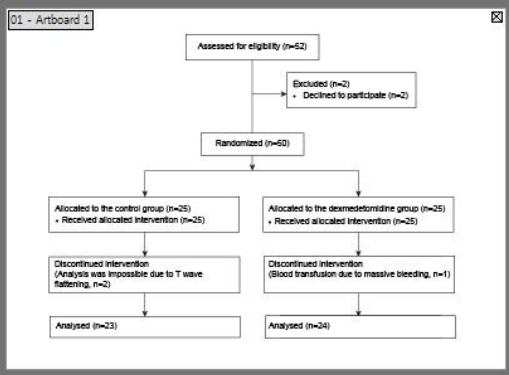 01 - Artboard 1
Assessed for eligibility (n=52)
Excluded (n=2)
• Declined to participate (n=2)
Randomized (n=50)
Allocated to the control group (n=25)
• Received allocated intervention (n=25)
Allocated to the dexmedetomidine group (n=25)
• Received allocated intervention (n=25)
Discontinued intervention
(Analysis was impossible due to T wave
flattening, n=2)
Discontinued intervention
(Blood transfusion due to massive bleeding, n=1)
Analysed (n=23)
Analysed (n=24)